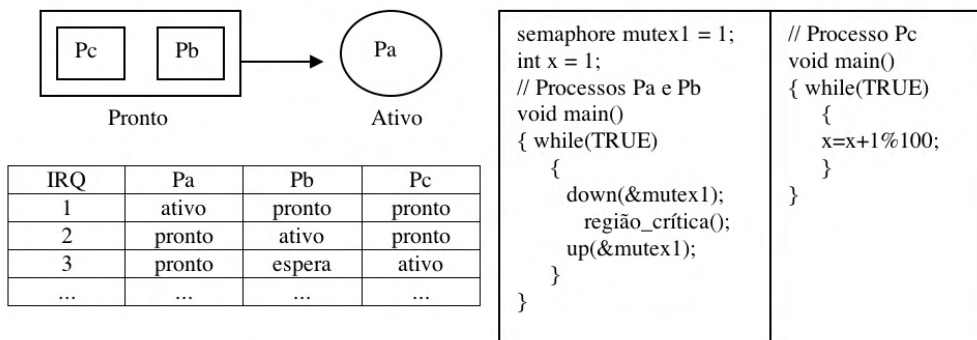 Pc Pb Pa
Pronto Ativo
IRQ Pa Pb Pc
1 ativo pronto pronto
2 pronto ativo pronto
3 pronto espera ativo
... ... ... ...
semaphore mutex1 = 1;
int x = 1;
// Processos Pa e Pb
void main()
{ while(TRUE)
{
down(&mutex1);
região_crítica();
up(&mutex1);
}
}
// Processo Pc
void main()
{ while(TRUE)
{
x=x+1%100;
}
}